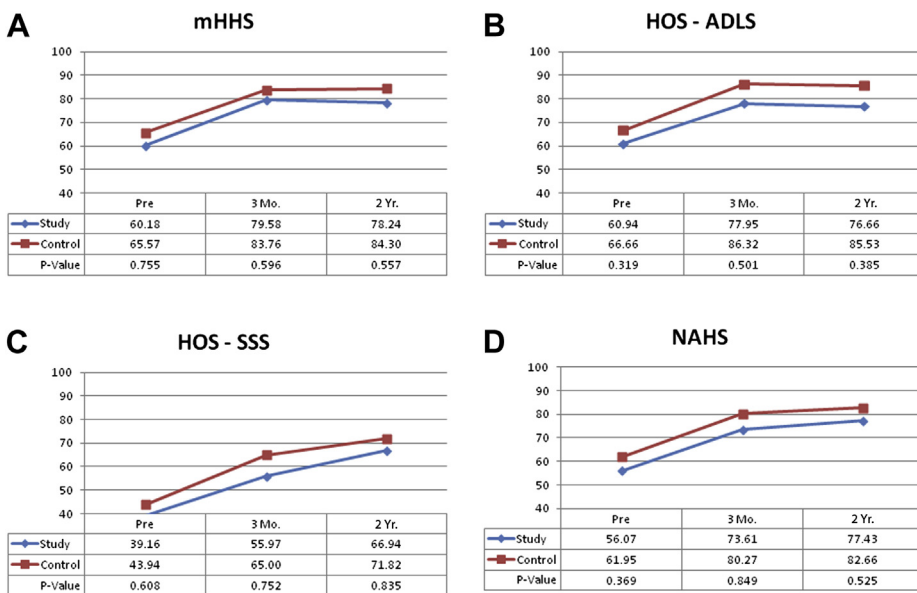 A mHHS
100
90
80
70
60
50
40
Pre 3 Mo. 2 Yr.
Study 60.18 79.58 78.24
Control 65.57 83.76 84.30
P-Value 0.755 0.596 0.557
B HOS - ADLS
100
90
80
70
60
50
40
Pre 3 Mo. 2 Yr.
Study 60.94 77.95 76.66
Control 66.66 86.32 85.53
P-Value 0.319 0.501 0.385
C HOS - SSS
100
90
80
70
60
50
40
Pre 3 Mo. 2 Yr.
Study 39.16 55.97 66.94
Control 43.94 65.00 71.82
P-Value 0.608 0.752 0.835
D NAHS
100
90
80
70
60
50
40
Pre 3 Mo. 2 Yr.
Study 56.07 73.61 77.43
Control 61.95 80.27 82.66
P-Value 0.369 0.849 0.525